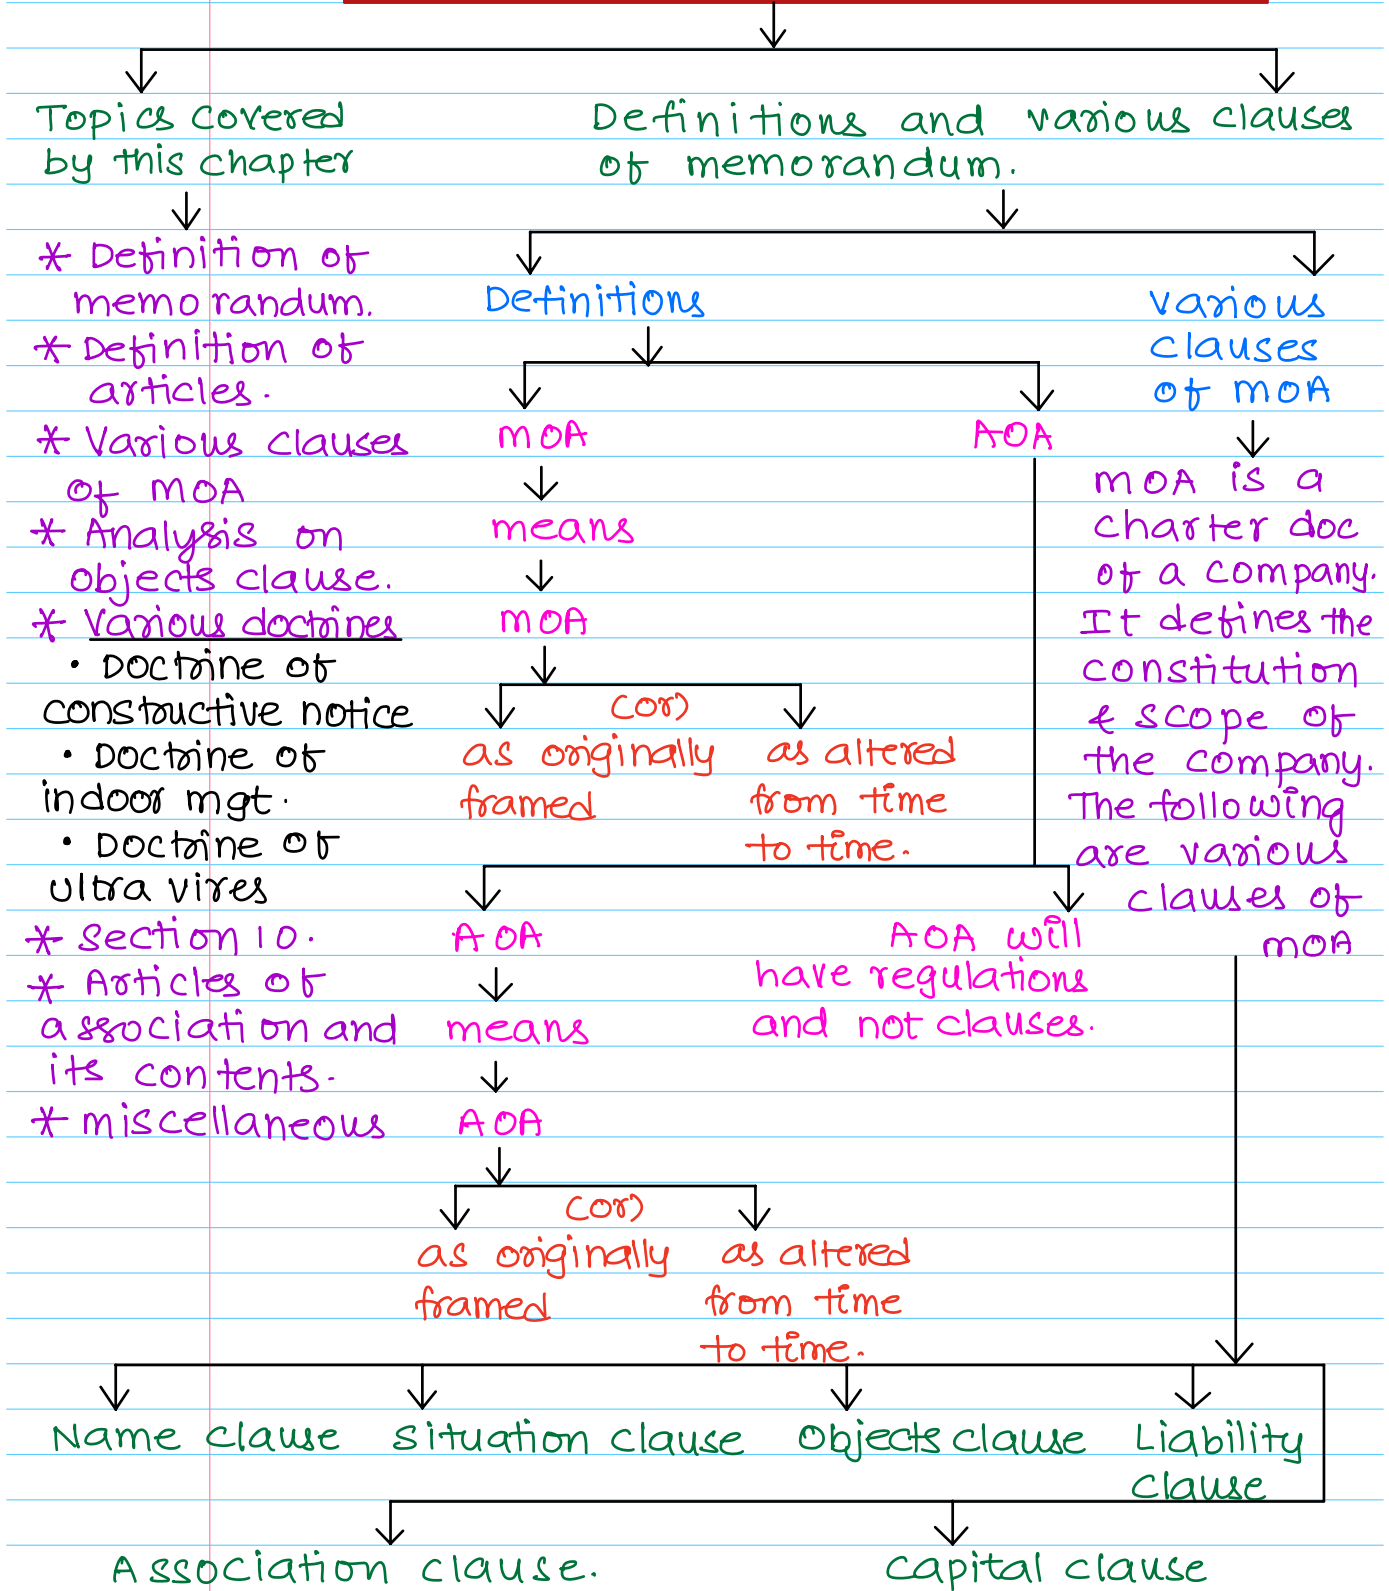 Topics covered
by this chapter
* Definition of
memorandum.
* Definition of
articles.
* Various clauses
of MOA
* Analysis on
objects clause.
* Various doctrines
• Doctrine of
constructive notice
• Doctrine of
indoor mgt.
• Doctrine of
ultra vires
* Section 10.
* Articles of
association and
its contents.
* miscellaneous
Definitions and various clauses
of memorandum.
Definitions
MOA
means
MOA
(or)
as originally
framed
as altered
from time
to time.
AOA
AOA
means
AOA
(or)
as originally
framed
as altered
from time
to time.
AOA will
have regulations
and not clauses.
Various
clauses
of MOA
MOA is a
charter doc
of a company.
It defines the
constitution
& scope of
the company.
The following
are various
clauses of
MOA
Name clause
Situation clause
Objects clause
Liability
clause
Association clause.
Capital clause